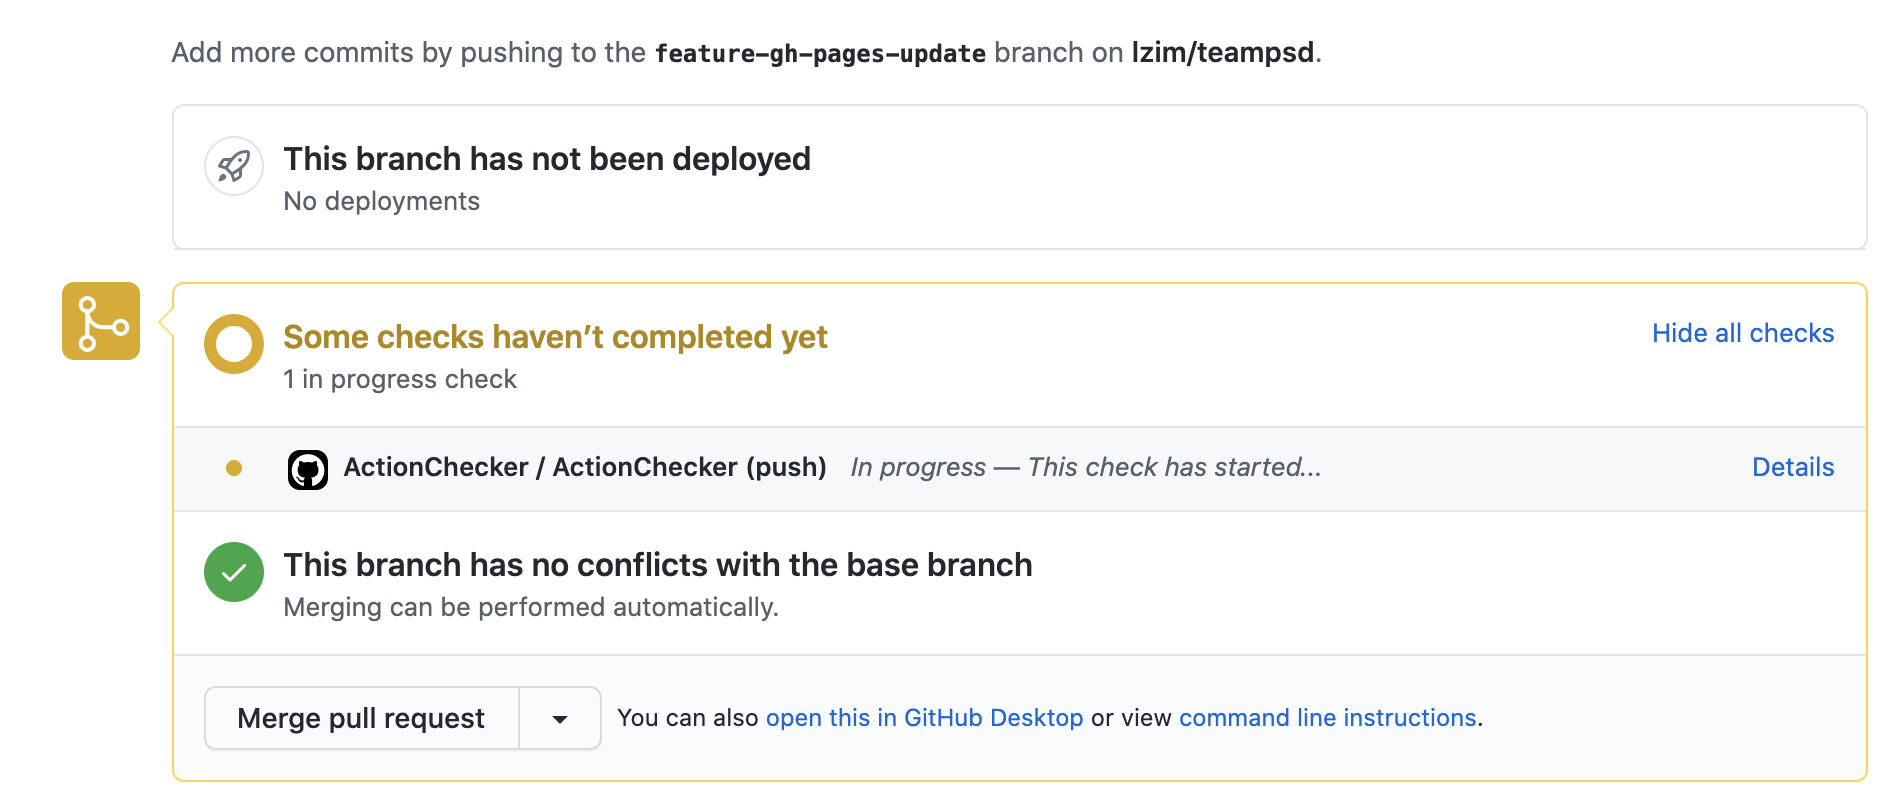 Add more commits by pushing to the feature-gh-pages-update branch on lzim/teampsd.
This branch has not been deployed
No deployments
Some checks haven’t completed yet
Hide all checks
1 in progress check
ActionChecker / ActionChecker (push) In progress — This check has started...
Details
This branch has no conflicts with the base branch
Merging can be performed automatically.
Merge pull request
You can also open this in GitHub Desktop or view command line instructions.